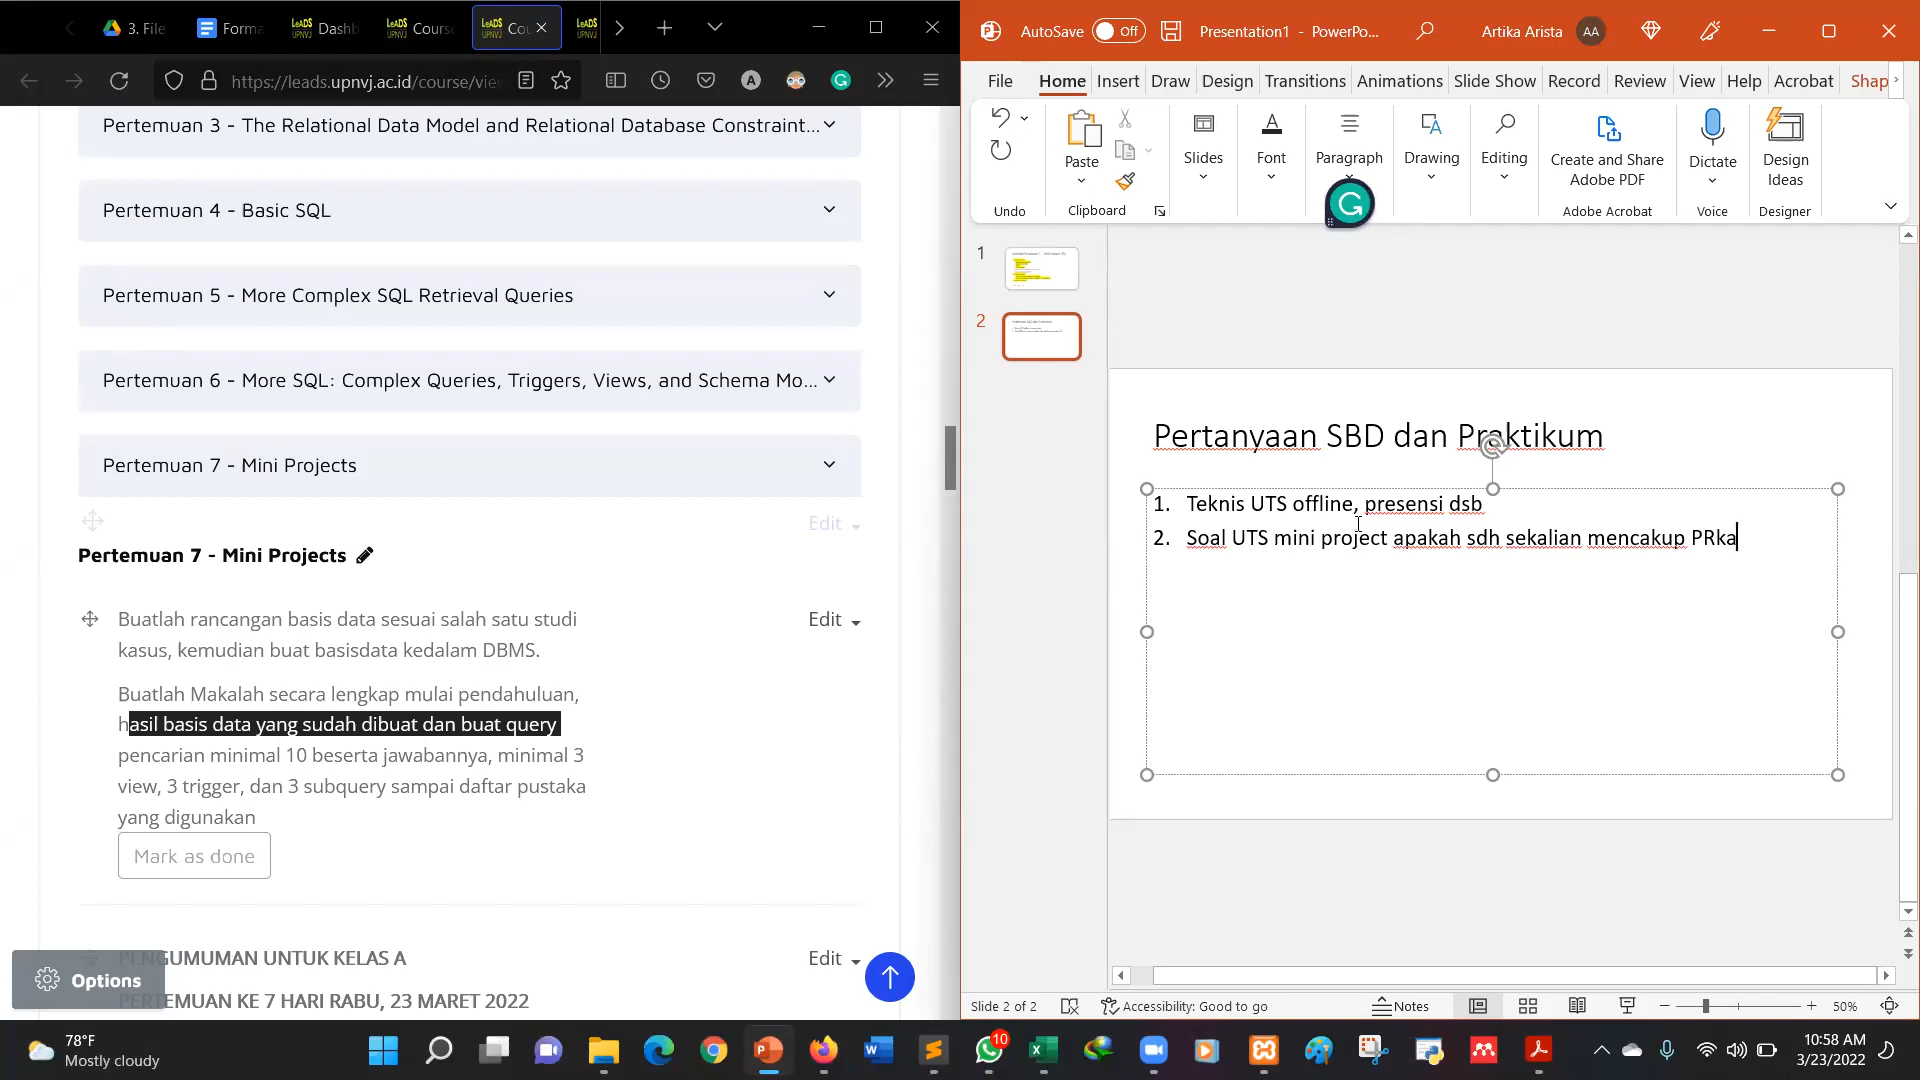 3. File
Forma
LeADS UPNVJ
Dashb
LeADS UPNVJ
Course
LeADS UPNVJ
Cou
LeADS UPNVJ
https://leads.upnvj.ac.id/course/vie
Pertemuan 3 - The Relational Data Model and Relational Database Constraint...
Pertemuan 4 - Basic SQL
Pertemuan 5 - More Complex SQL Retrieval Queries
Pertemuan 6 - More SQL: Complex Queries, Triggers, Views, and Schema Mo...
Pertemuan 7 - Mini Projects
Edit
Pertemuan 7 - Mini Projects
Buatlah rancangan basis data sesuai salah satu studi
kasus, kemudian buat basisdata kedalam DBMS.
Edit
Buatlah Makalah secara lengkap mulai pendahuluan,
hasil basis data yang sudah dibuat dan buat query
pencarian minimal 10 beserta jawabannya, minimal 3
view, 3 trigger, dan 3 subquery sampai daftar pustaka
yang digunakan
Mark as done
PENGUMUMAN UNTUK KELAS A
Edit
PERTEMUAN KE 7 HARI RABU, 23 MARET 2022
Options
AutoSave
Off
Presentation1 - PowerPo...
Artika Arista
AA
File
Home
Insert
Draw
Design
Transitions
Animations
Slide Show
Record
Review
View
Help
Acrobat
Shap
Undo
Paste
Clipboard
Slides
Font
Paragraph
Drawing
Editing
Create and Share
Adobe PDF
Adobe Acrobat
Dictate
Voice
Design
Ideas
Designer
1
2
Pertanyaan SBD dan Praktikum
1. Teknis UTS offline, presensi dsb
2. Soal UTS mini project apakah sdh sekalian mencakup PRka
Slide 2 of 2
Accessibility: Good to go
Notes
50%
78°F
Mostly cloudy
10
10:58 AM
3/23/2022